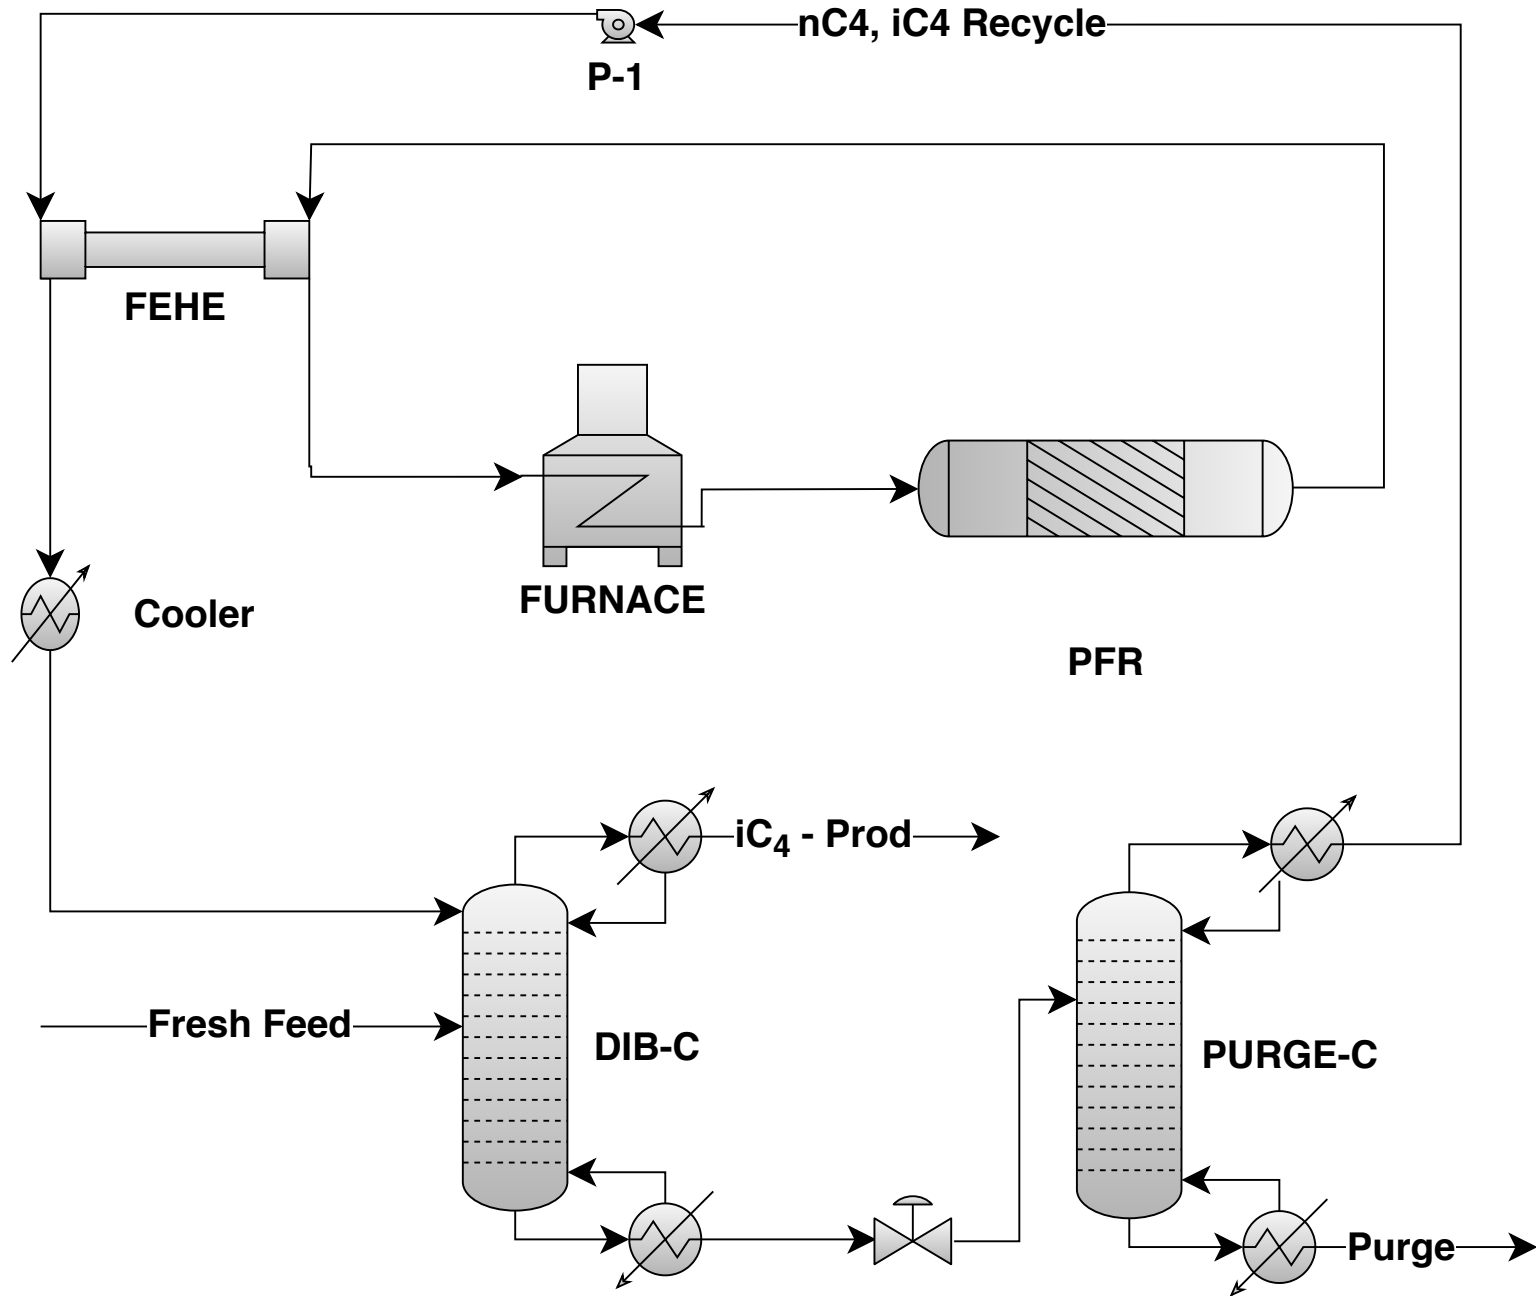 nC4, iC4 Recycle
P-1
FEHE
FURNACE
Cooler
PFR
iC4 - Prod
Fresh Feed
DIB-C
PURGE-C
Purge